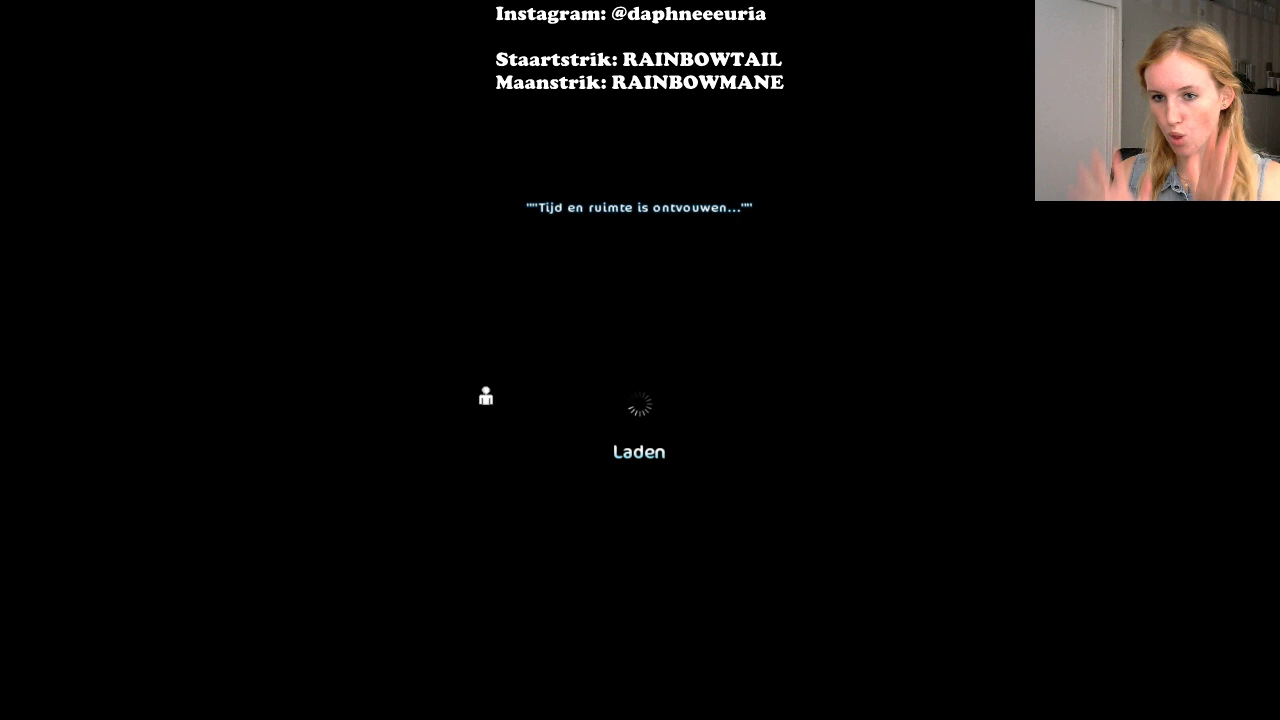 Instagram: @daphneeeuria
Staartstrik: RAINBOWTAIL
Maanstrik: RAINBOWMANE
""Tijd en ruimte is ontvouwen...""
Laden